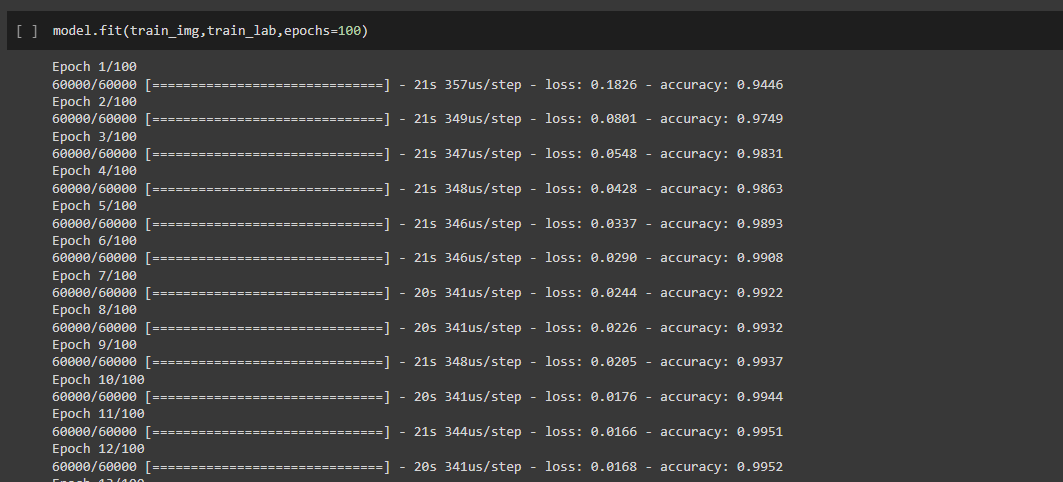 [ ] model.fit(train_img,train_lab,epochs=100)
Epoch 1/100
60000/60000 [==============================] - 21s 357us/step - loss: 0.1826 - accuracy: 0.9446
Epoch 2/100
60000/60000 [==============================] - 21s 349us/step - loss: 0.0801 - accuracy: 0.9749
Epoch 3/100
60000/60000 [==============================] - 21s 347us/step - loss: 0.0548 - accuracy: 0.9831
Epoch 4/100
60000/60000 [==============================] - 21s 348us/step - loss: 0.0428 - accuracy: 0.9863
Epoch 5/100
60000/60000 [==============================] - 21s 346us/step - loss: 0.0337 - accuracy: 0.9893
Epoch 6/100
60000/60000 [==============================] - 21s 346us/step - loss: 0.0290 - accuracy: 0.9908
Epoch 7/100
60000/60000 [==============================] - 20s 341us/step - loss: 0.0244 - accuracy: 0.9922
Epoch 8/100
60000/60000 [==============================] - 20s 341us/step - loss: 0.0226 - accuracy: 0.9932
Epoch 9/100
60000/60000 [==============================] - 21s 348us/step - loss: 0.0205 - accuracy: 0.9937
Epoch 10/100
60000/60000 [==============================] - 20s 341us/step - loss: 0.0176 - accuracy: 0.9944
Epoch 11/100
60000/60000 [==============================] - 21s 344us/step - loss: 0.0166 - accuracy: 0.9951
Epoch 12/100
60000/60000 [==============================] - 20s 341us/step - loss: 0.0168 - accuracy: 0.9952
Epoch 13/100